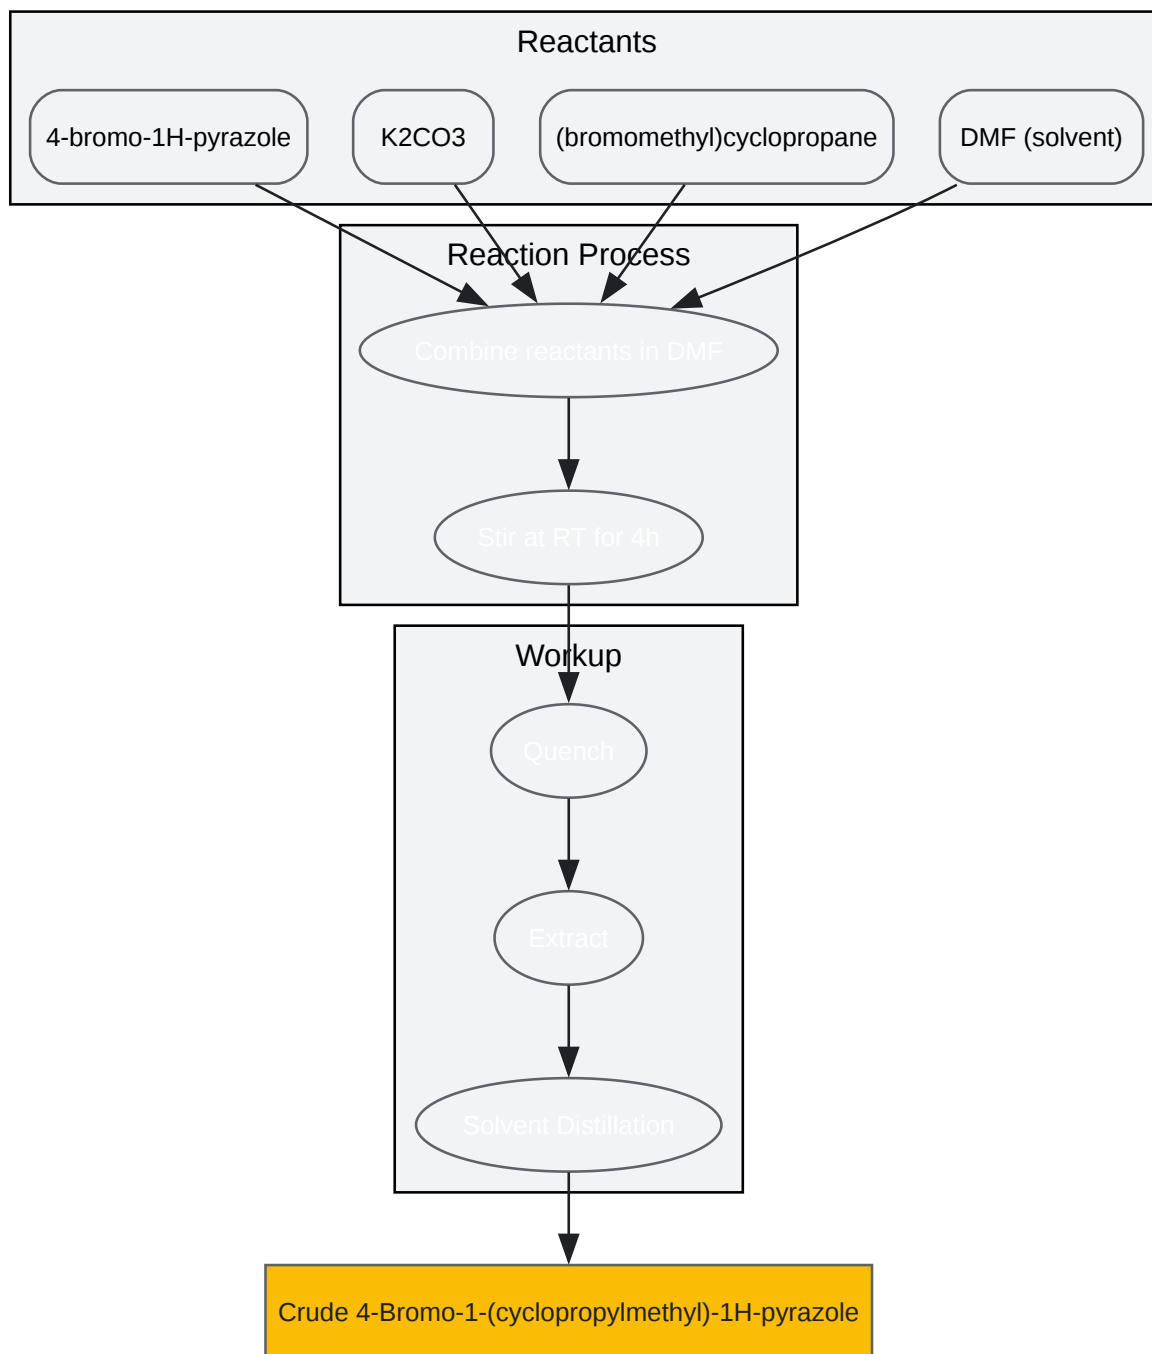 Reactants
4-bromo-1H-pyrazole
K2CO3
(bromomethyl)cyclopropane
DMF (solvent)
Reaction Process
Combine reactants in DMF
Stir at RT for 4h
Workup
Quench
Extract
Solvent Distillation
Crude 4-Bromo-1-(cyclopropylmethyl)-1H-pyrazole